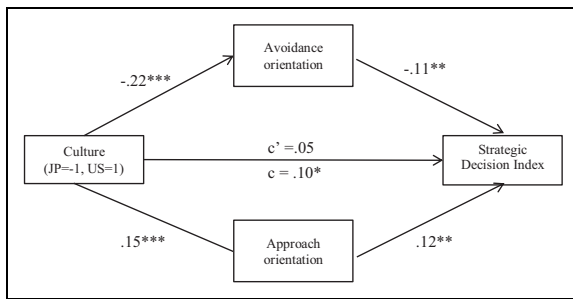 Avoidance
orientation
-.22***
-.11**
Culture
(JP=-1, US=1)
c' =.05
c = .10*
Strategic
Decision Index
.15***
Approach
orientation
.12**